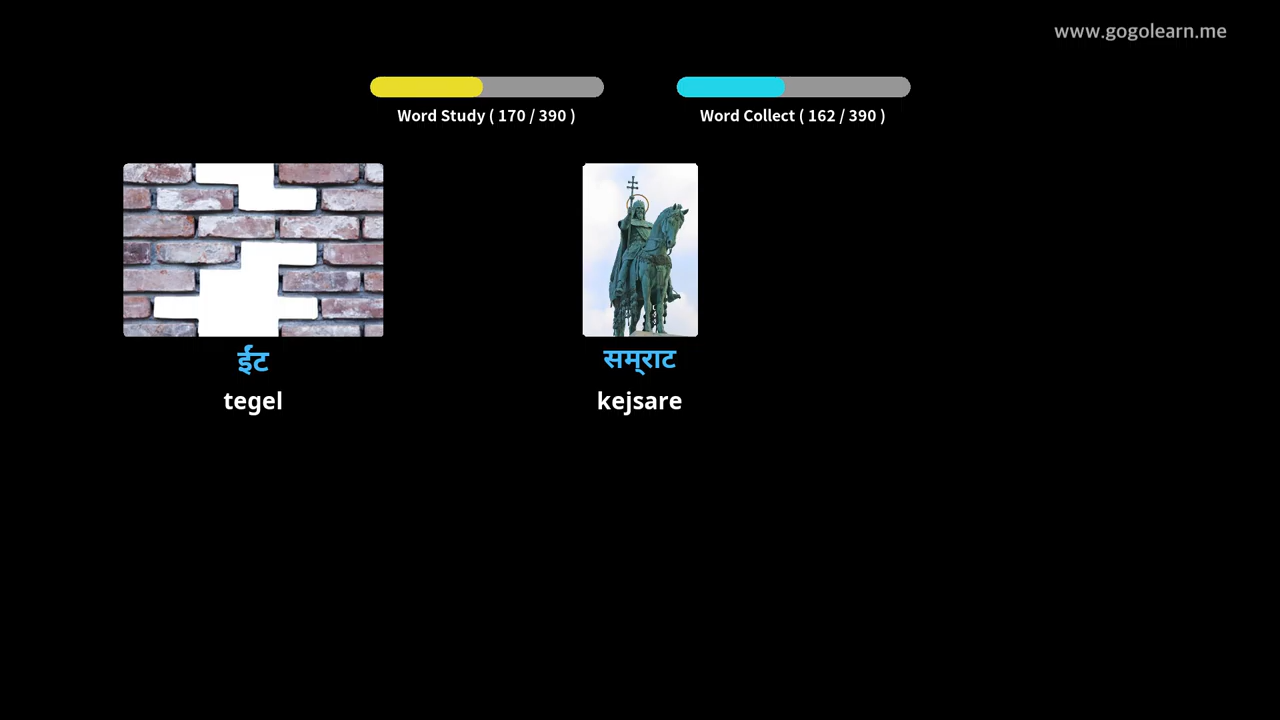 www.gogolearn.me
Word Study ( 170 / 390 )
Word Collect ( 162 / 390 )
ईंट
सम्राट
tegel
kejsare